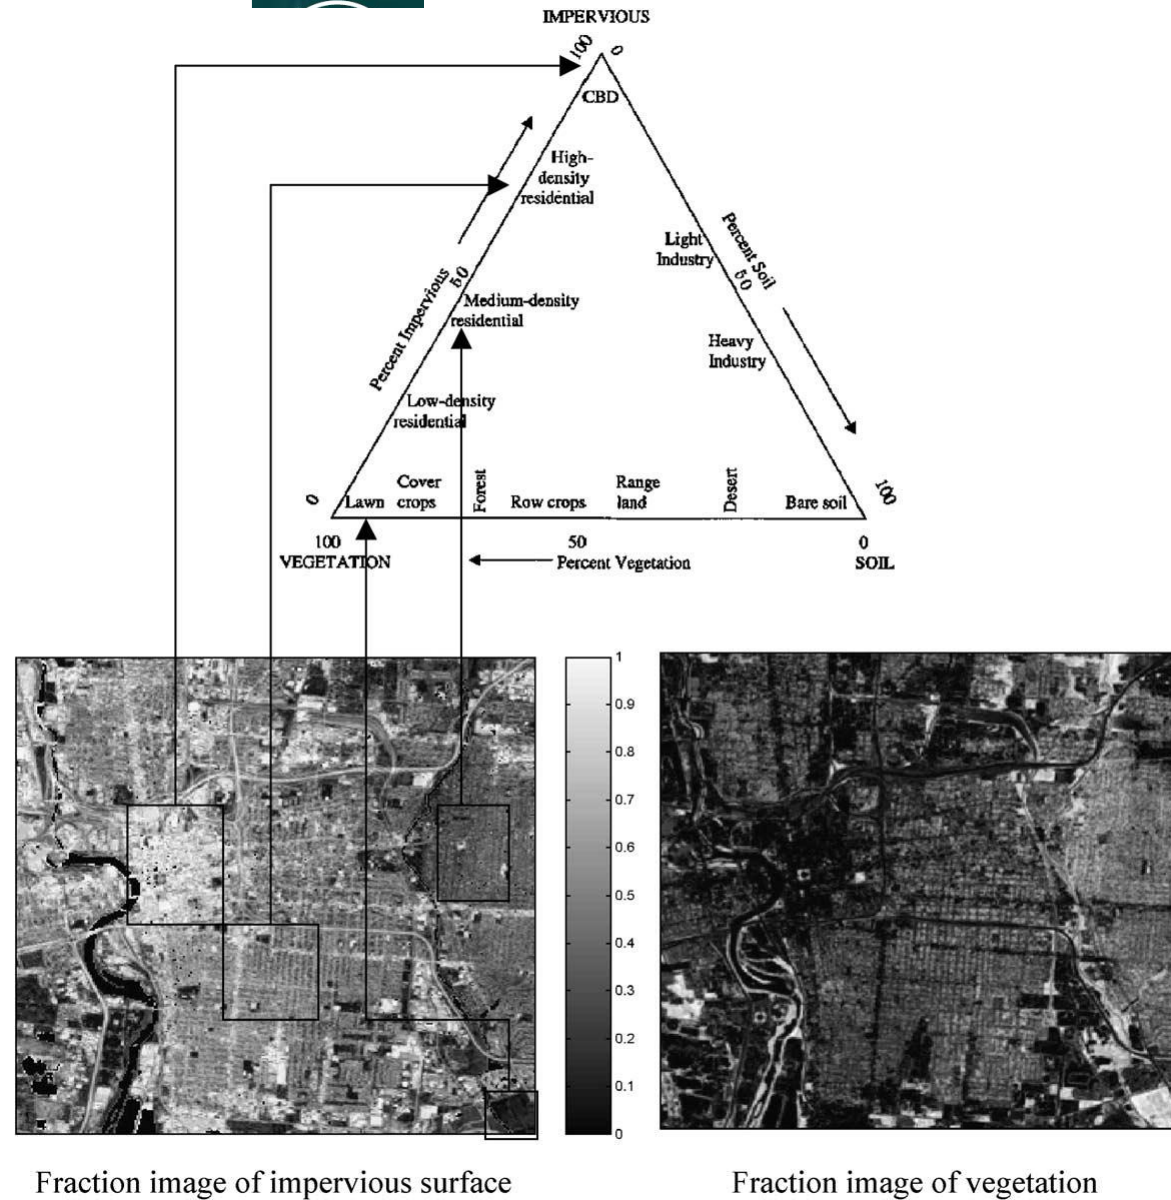 IMPERVIOUS
100
0
CBD
High-
density
residential
Percent Impervious
50
Light
Industry
Percent Soil
50
Medium-density
residential
Heavy
Industry
Low-density
residential
0
Lawn
Cover
crops
Forest
Row crops
Range
land
Desert
Bare soil
100
100
50
0
VEGETATION
Percent Vegetation
SOIL
1
0.9
0.8
0.7
0.6
0.5
0.4
0.3
0.2
0.1
0
Fraction image of impervious surface
Fraction image of vegetation